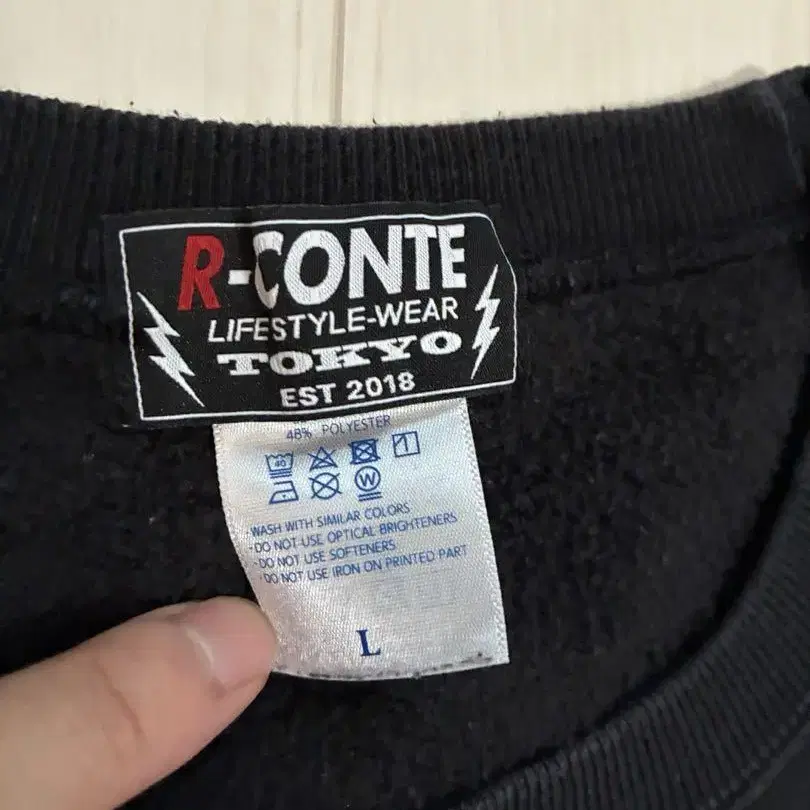 R-CONTE
LIFESTYLE-WEAR
TOKYO
EST 2018
48% POLYESTER
40
W
WASH WITH SIMILAR COLORS
·DO NOT USE OPTICAL BRIGHTENERS
·DO NOT USE SOFTENERS
·DO NOT USE IRON ON PRINTED PART
L